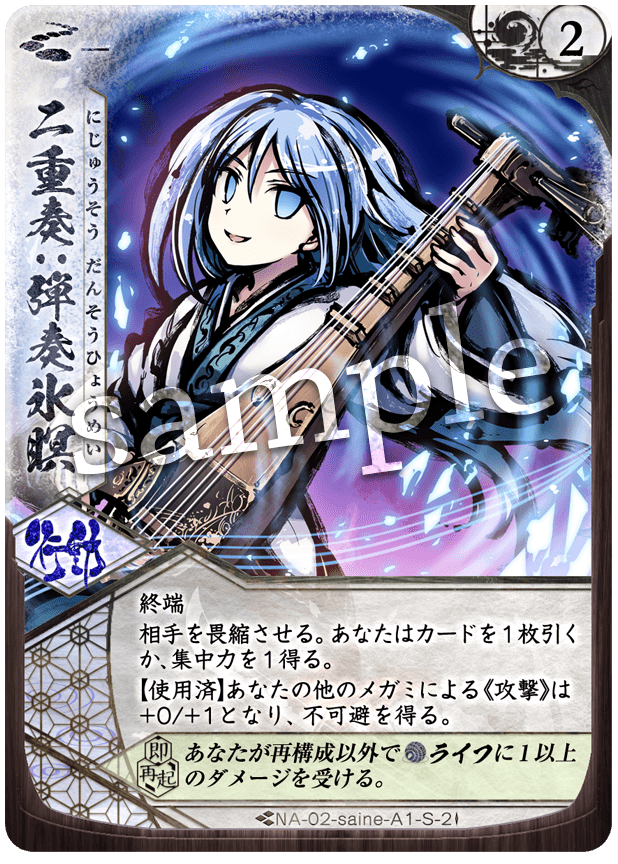 2
二重奏:弾奏氷瞑
にじゅうそう だんそうひょうめい
sample
行動
終端
相手を畏縮させる。あなたはカードを1枚引く
か、集中力を1得る。
【使用済】あなたの他のメガミによる《攻撃》は
+0/+1となり、不可避を得る。
即再起 あなたが再構成以外でライフに1以上
のダメージを受ける。
NA-02-saine-A1-S-2